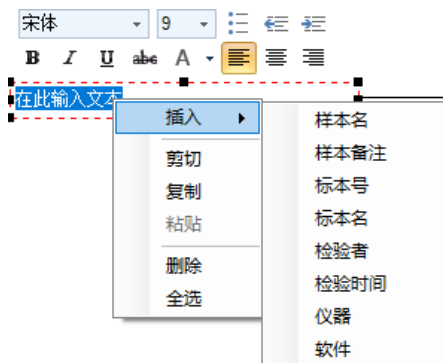 宋体 9
B I U abc A
在此输入文本
插入
剪切
复制
粘贴
删除
全选
样本名
样本备注
标本号
标本名
检验者
检验时间
仪器
软件